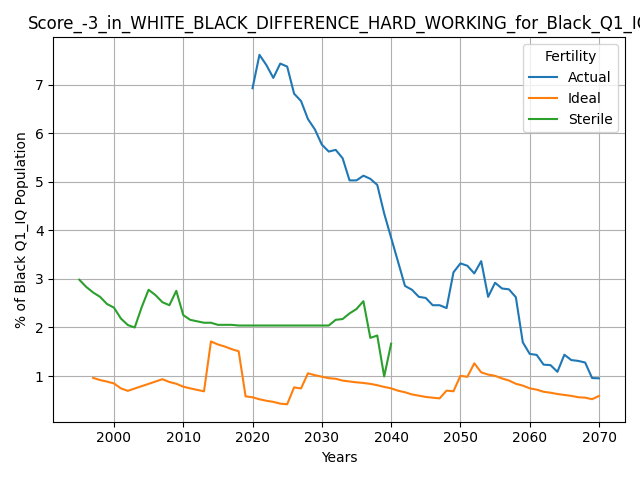 Score_-3_in_WHITE_BLACK_DIFFERENCE_HARD_WORKING_for_Black_Q1_IQ
Fertility
Actual
Ideal
Sterile
% of Black Q1_IQ Population
7
6
5
4
3
2
1
2000 2010 2020 2030 2040 2050 2060 2070
Years